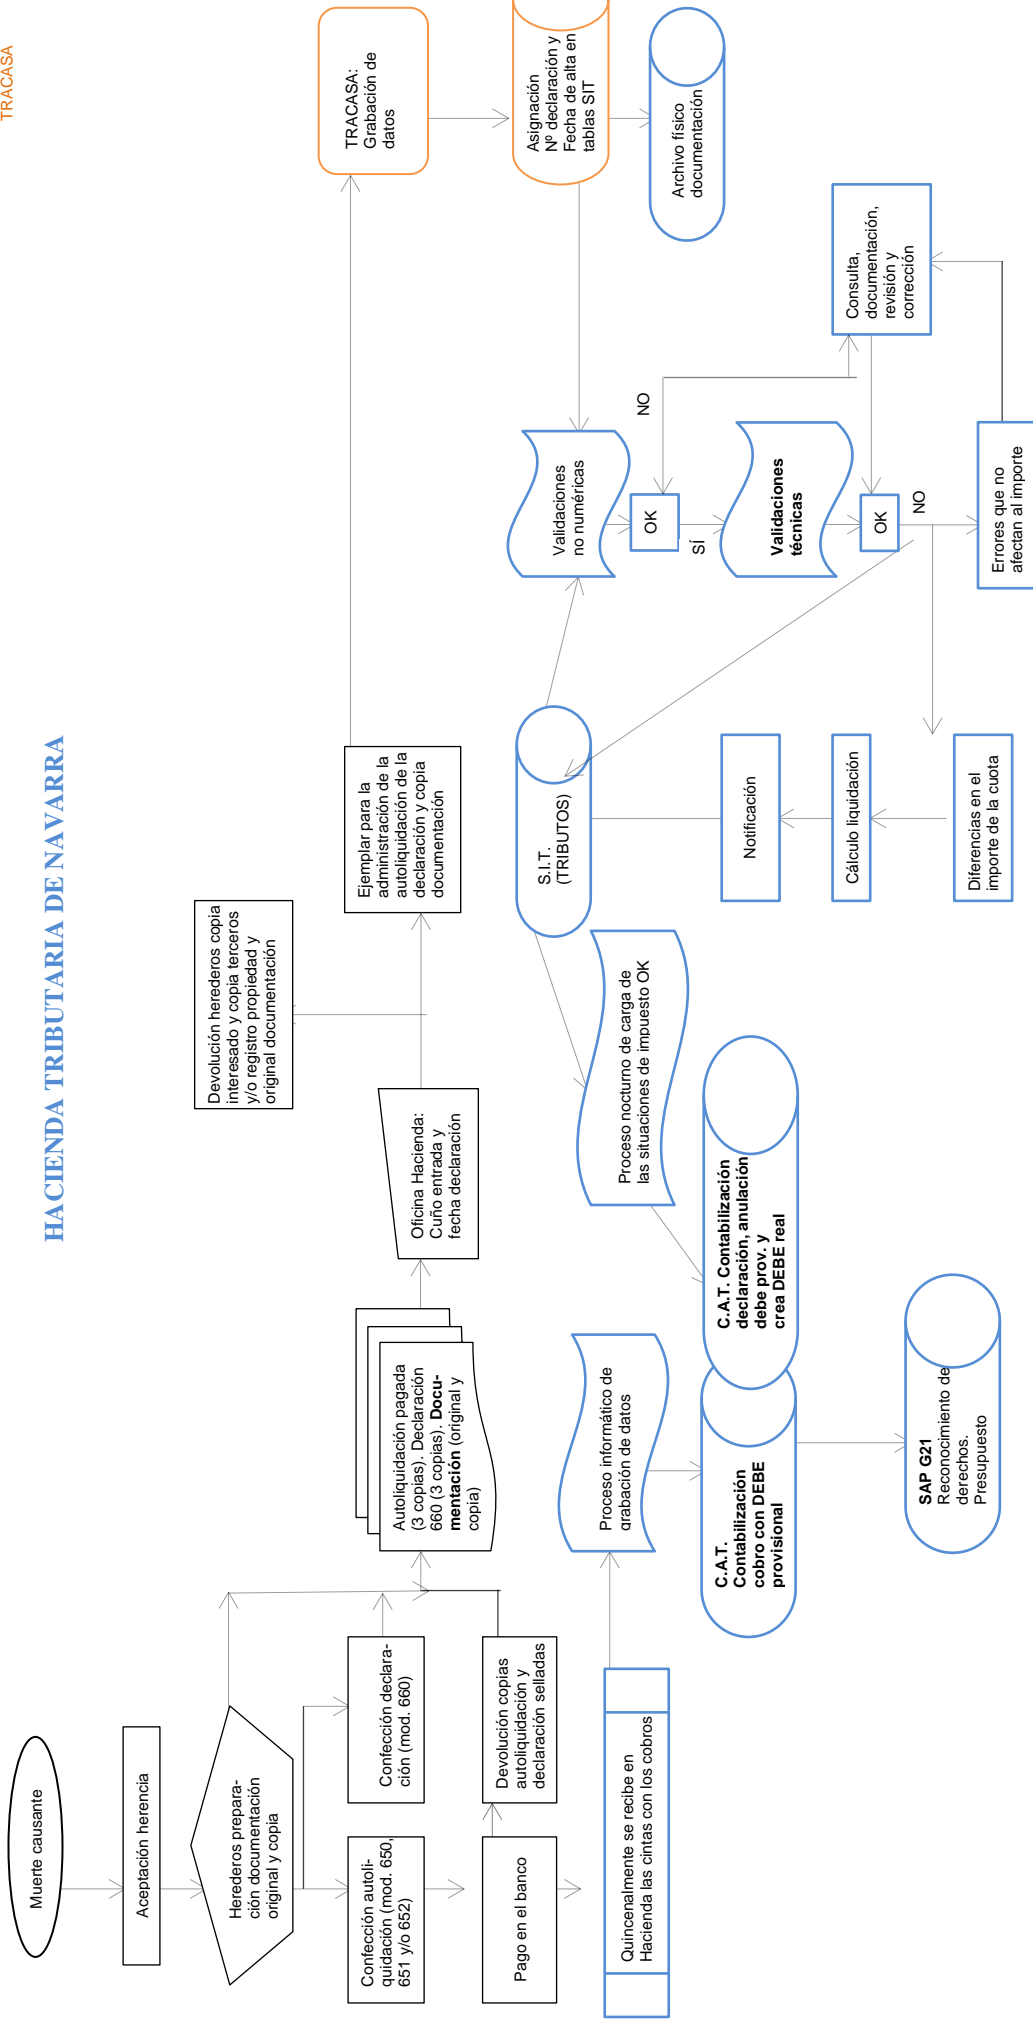 HACIENDA TRIBUTARIA DE NAVARRA
TRACASA
Muerte causante
Aceptación herencia
Herederos prepara-
ción documentación
original y copia
Confección autoli-
quidación (mod. 650,
651 y/o 652)
Confección declara-
ción (mod. 660)
Pago en el banco
Devolución copias
autoliquidación y
declaración selladas
Quincenalmente se recibe en
Hacienda las cintas con los cobros
Autoliquidación pagada
(3 copias). Declaración
660 (3 copias). Docu-
mentación (original y
copia)
Oficina Hacienda:
Cuño entrada y
fecha declaración
Devolución herederos copia
interesado y copia terceros
y/o registro propiedad y
original documentación
Ejemplar para la
administración de la
autoliquidación de la
declaración y copia
documentación
TRACASA:
Grabación de
datos
Asignación
Nº declaración y
Fecha de alta en
tablas SIT
Archivo físico
documentación
Proceso informático de
grabación de datos
C.A.T.
Contabilización
cobro con DEBE
provisional
C.A.T. Contabilización
declaración, anulación
debe prov. y
crea DEBE real
SAP G21
Reconocimiento de
derechos.
Presupuesto
Proceso nocturno de carga de
las situaciones de impuesto OK
S.I.T.
(TRIBUTOS)
Notificación
Cálculo liquidación
Diferencias en el
importe de la cuota
Validaciones
no numéricas
OK
NO
SÍ
Validaciones
técnicas
OK
NO
Errores que no
afectan al importe
Consulta,
documentación,
revisión y
corrección